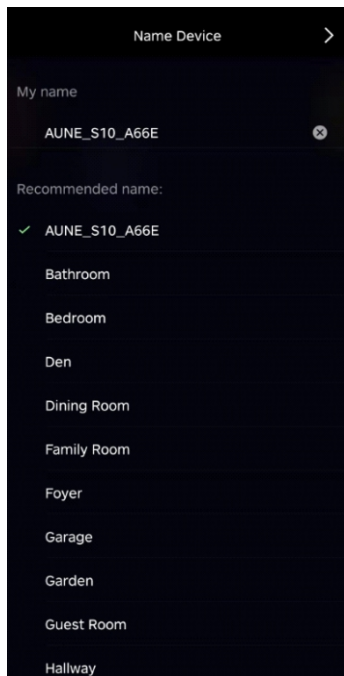 Name Device
My name
AUNE_S10_A66E
Recommended name:
AUNE_S10_A66E
Bathroom
Bedroom
Den
Dining Room
Family Room
Foyer
Garage
Garden
Guest Room
Hallway